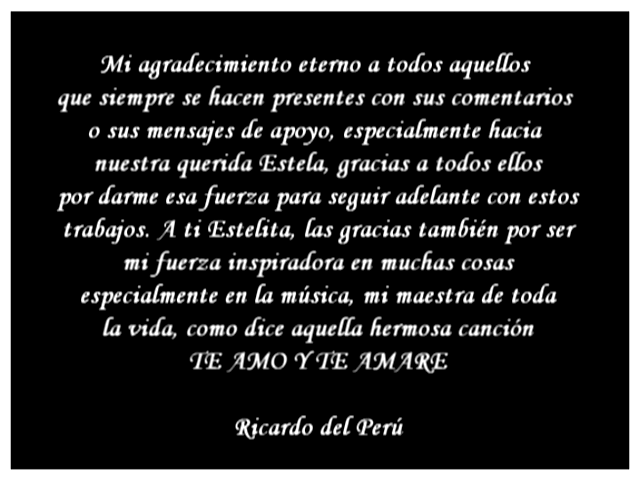 Mi agradecimiento eterno a todos aquellos
que siempre se hacen presentes con sus comentarios
o sus mensajes de apoyo, especialmente hacia
nuestra querida Estela, gracias a todos ellos
por darme esa fuerza para seguir adelante con estos
trabajos. A ti Estelita, las gracias también por ser
mi fuerza inspiradora en muchas cosas
especialmente en la música, mi maestra de toda
la vida, como dice aquella hermosa canción
TE AMO Y TE AMARE
Ricardo del Perú